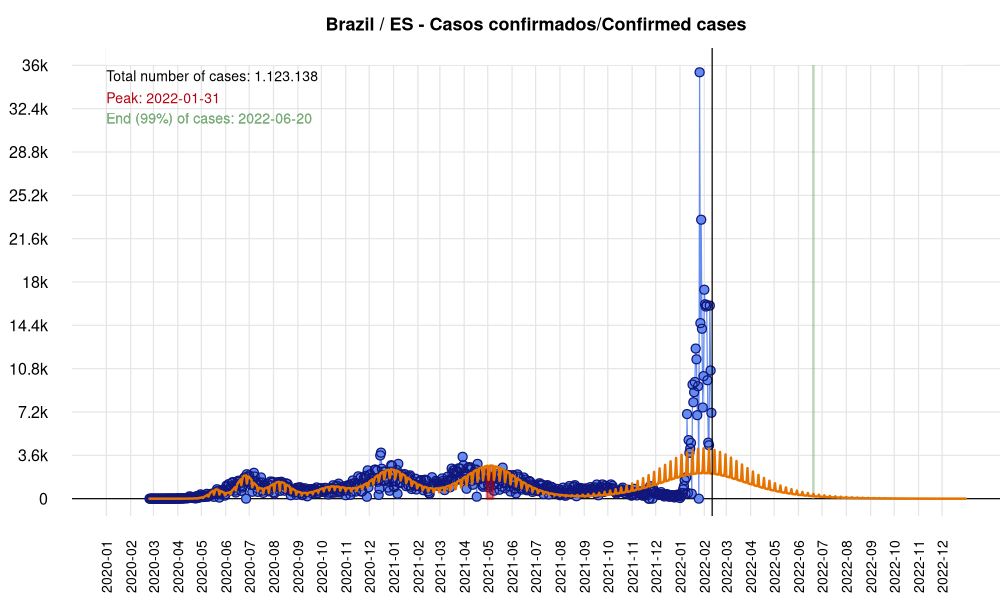 Brazil / ES - Casos confirmados/Confirmed cases
Total number of cases: 1.123.138
Peak: 2022-01-31
End (99%) of cases: 2022-06-20
36k
32.4k
28.8k
25.2k
21.6k
18k
14.4k
10.8k
7.2k
3.6k
0
2020-01
2020-02
2020-03
2020-04
2020-05
2020-06
2020-07
2020-08
2020-09
2020-10
2020-11
2020-12
2021-01
2021-02
2021-03
2021-04
2021-05
2021-06
2021-07
2021-08
2021-09
2021-10
2021-11
2021-12
2022-01
2022-02
2022-03
2022-04
2022-05
2022-06
2022-07
2022-08
2022-09
2022-10
2022-11
2022-12